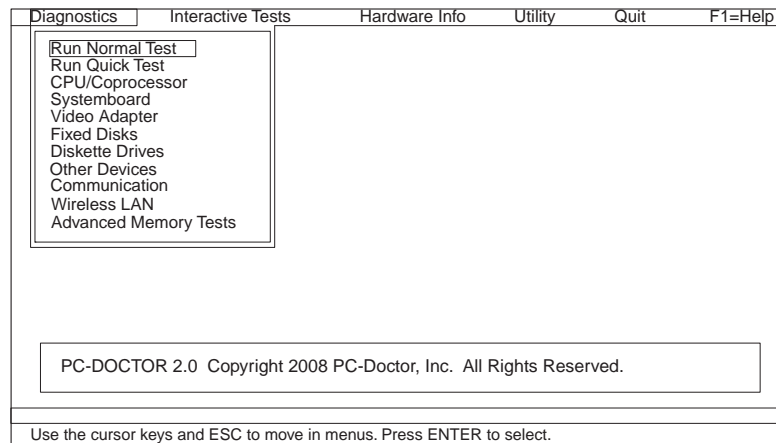 Diagnostics Interactive Tests Hardware Info Utility Quit F1=Help
Run Normal Test
Run Quick Test
CPU/Coprocessor
Systemboard
Video Adapter
Fixed Disks
Diskette Drives
Other Devices
Communication
Wireless LAN
Advanced Memory Tests
PC-DOCTOR 2.0 Copyright 2008 PC-Doctor, Inc. All Rights Reserved.
Use the cursor keys and ESC to move in menus. Press ENTER to select.